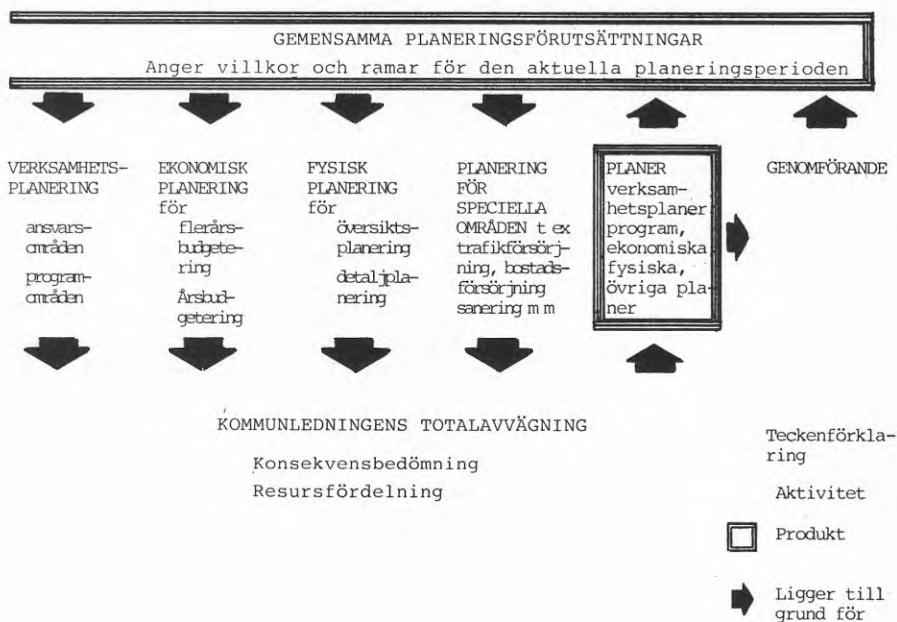 GEMENSAMMA PLANERINGSFÖRUTSÄTTNINGAR
Anger villkor och ramar för den aktuella planeringsperioden
VERKSAMHETS-
PLANERING
ansvars-
områden
program-
områden
EKONOMISK
PLANERING
för
flerårs-
budgete-
ring
Årsbud-
getering
FYSISK
PLANERING
för
översikts-
planering
detaljpla-
nering
PLANERING
FÖR
SPECIELLA
OMRÅDEN t ex
trafikförsörj-
ning, bostads-
försörjning
sanering m m
PLANER
verksam-
hetsplaner
program,
ekonomiska
fysiska,
övriga pla
ner
GENOMFÖRANDE
KOMMUNLEDNINGENS TOTALAVVÄGNING
Konsekvensbedömning
Resursfördelning
Teckenförkla-
ring
Aktivitet
Produkt
Ligger till
grund för